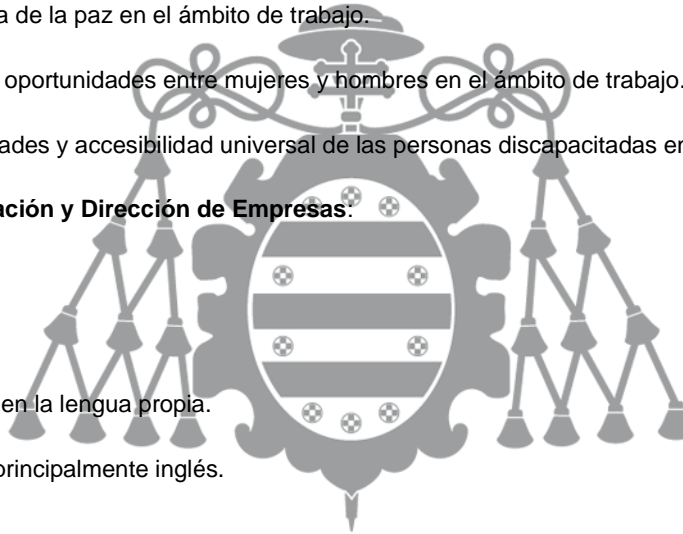 a de la paz en el ámbito de trabajo.
oportunidades entre mujeres y hombres en el ámbito de trabajo.
ades y accesibilidad universal de las personas discapacitadas en
ación y Dirección de Empresas:
en la lengua propia.
principalmente inglés.